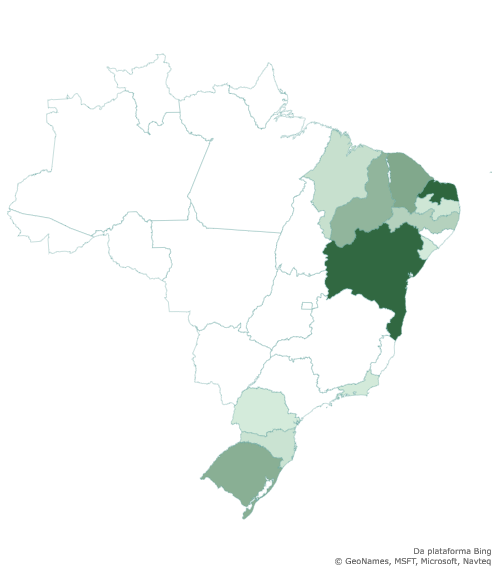 Da plataforma Bing
© GeoNames, MSFT, Microsoft, Navteq